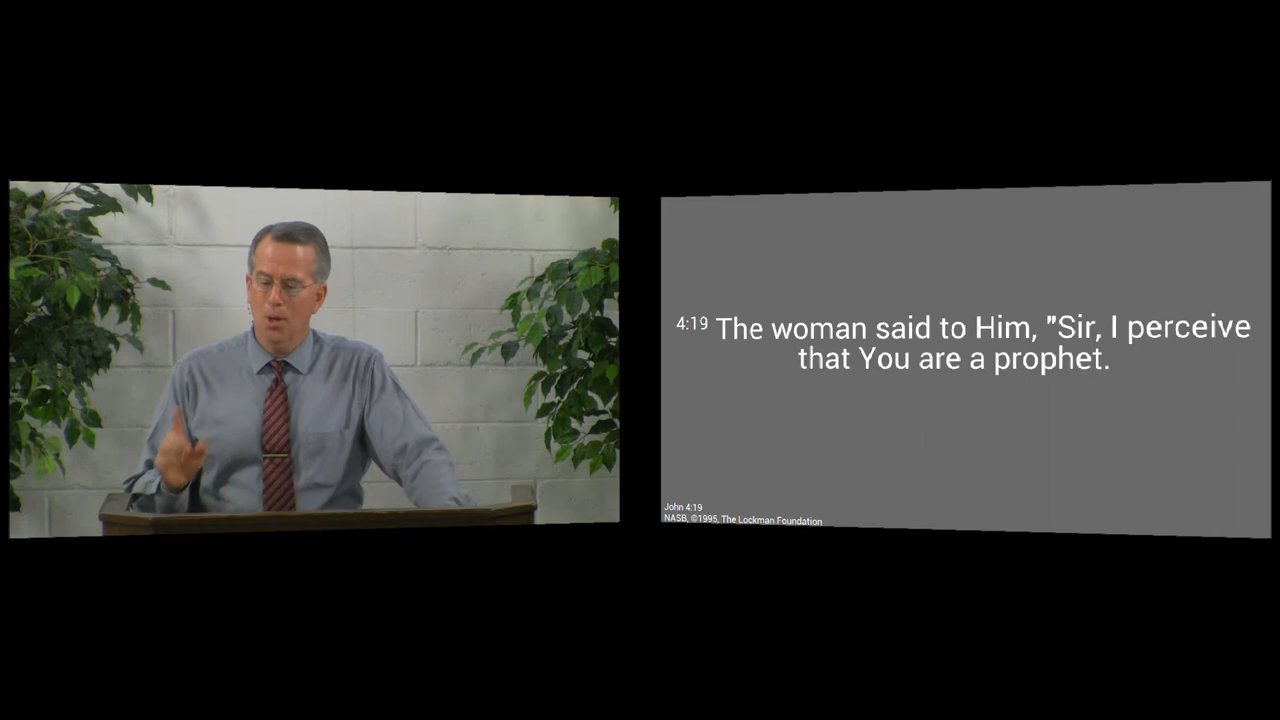 4:19 The woman said to Him, "Sir, I perceive
that You are a prophet.
John 4:19
NASB, ©1995, The Lockman Foundation